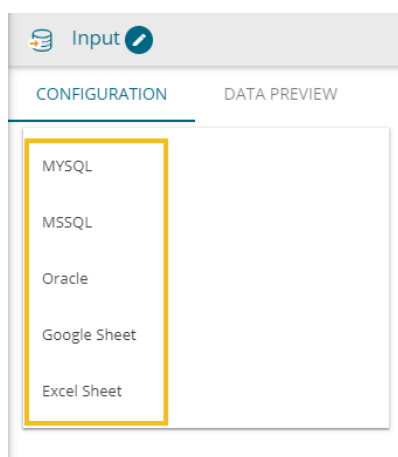 Input
CONFIGURATION DATA PREVIEW
MYSQL
MSSQL
Oracle
Google Sheet
Excel Sheet